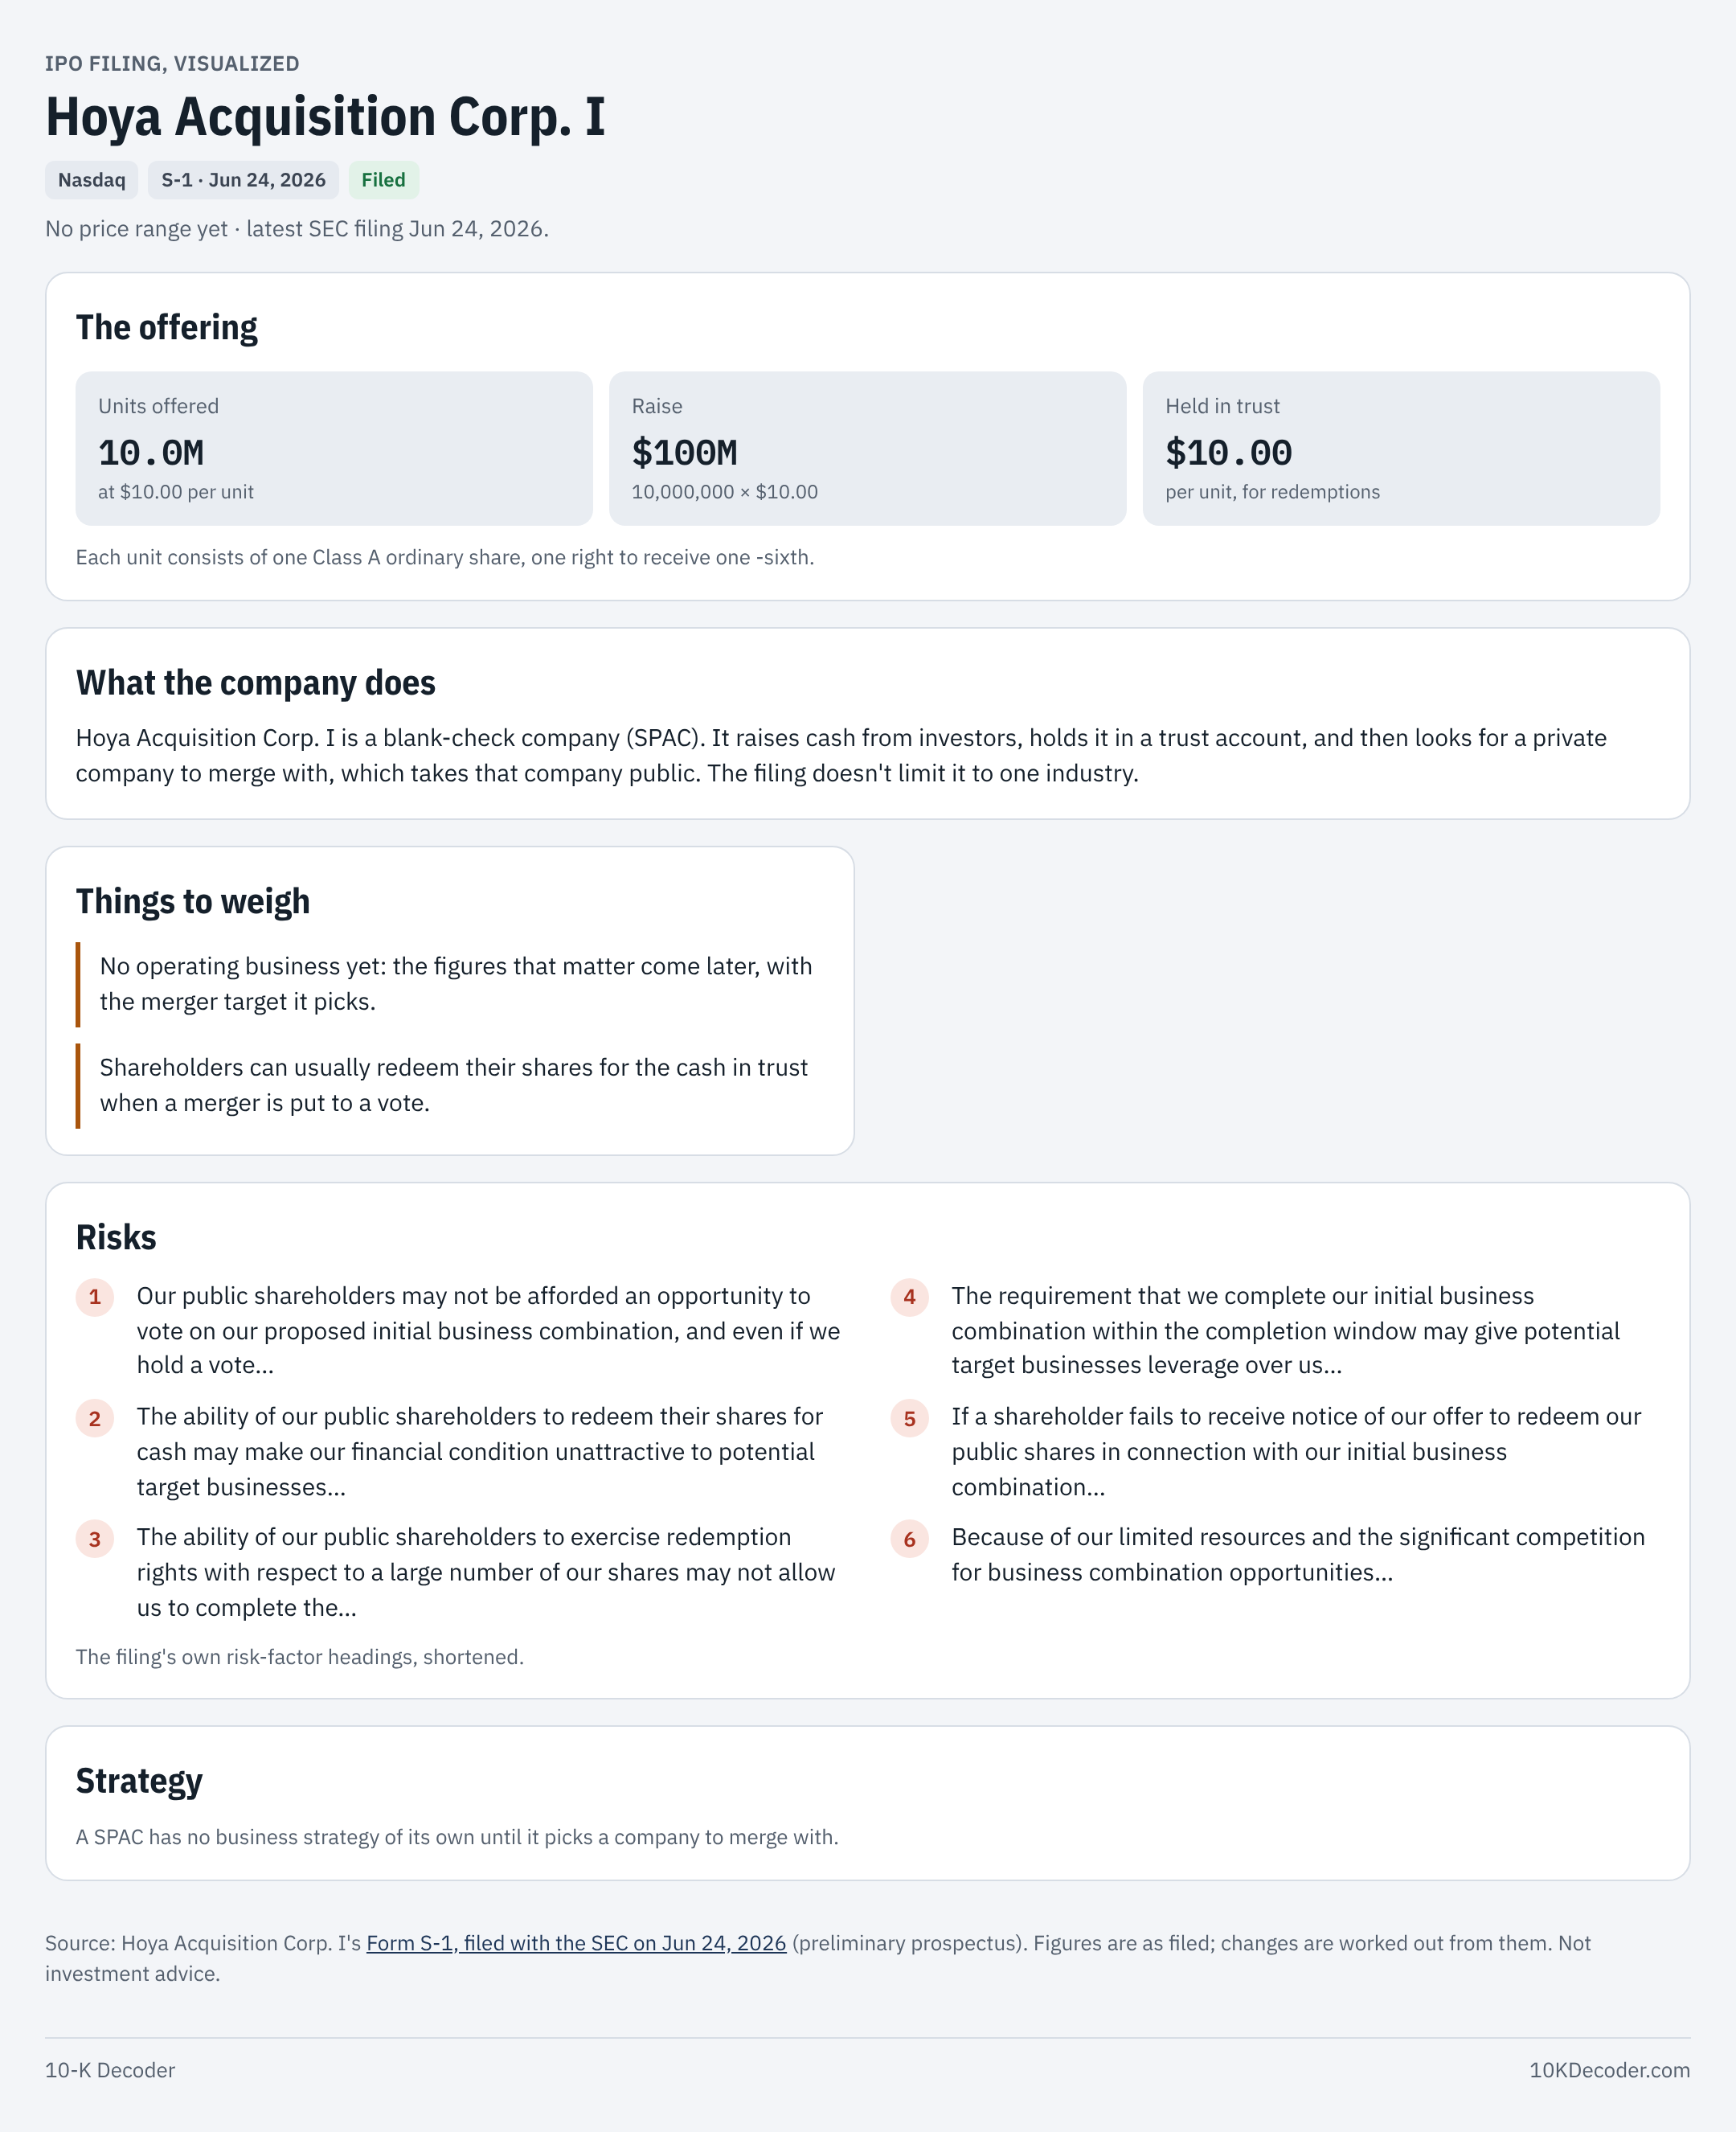 IPO FILING, VISUALIZED
Hoya Acquisition Corp. I
Nasdaq
S-1 · Jun 24, 2026
Filed
No price range yet · latest SEC filing Jun 24, 2026.
The offering
Units offered
10.0M
at $10.00 per unit
Raise
$100M
10,000,000 × $10.00
Held in trust
$10.00
per unit, for redemptions
Each unit consists of one Class A ordinary share, one right to receive one -sixth.
What the company does
Hoya Acquisition Corp. I is a blank-check company (SPAC). It raises cash from investors, holds it in a trust account, and then looks for a private
company to merge with, which takes that company public. The filing doesn't limit it to one industry.
Things to weigh
No operating business yet: the figures that matter come later, with
the merger target it picks.
Shareholders can usually redeem their shares for the cash in trust
when a merger is put to a vote.
Risks
1
Our public shareholders may not be afforded an opportunity to
vote on our proposed initial business combination, and even if we
hold a vote…
2
The ability of our public shareholders to redeem their shares for
cash may make our financial condition unattractive to potential
target businesses…
3
The ability of our public shareholders to exercise redemption
rights with respect to a large number of our shares may not allow
us to complete the…
4
The requirement that we complete our initial business
combination within the completion window may give potential
target businesses leverage over us…
5
If a shareholder fails to receive notice of our offer to redeem our
public shares in connection with our initial business
combination…
6
Because of our limited resources and the significant competition
for business combination opportunities…
The filing's own risk-factor headings, shortened.
Strategy
A SPAC has no business strategy of its own until it picks a company to merge with.
Source: Hoya Acquisition Corp. I's Form S-1, filed with the SEC on Jun 24, 2026 (preliminary prospectus). Figures are as filed; changes are worked out from them. Not
investment advice.
10-K Decoder
10KDecoder.com